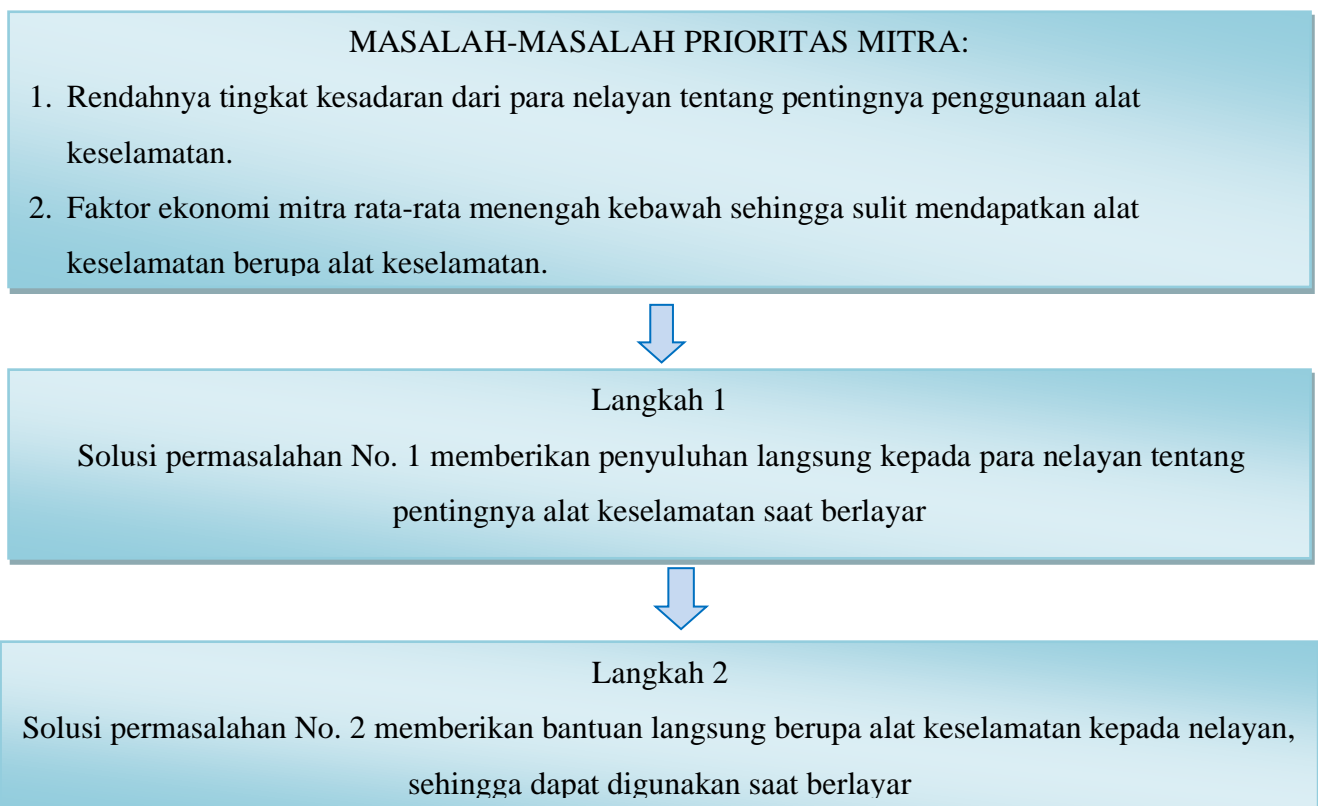 MASALAH-MASALAH PRIORITAS MITRA:
1. Rendahnya tingkat kesadaran dari para nelayan tentang pentingnya penggunaan alat
keselamatan.
2. Faktor ekonomi mitra rata-rata menengah kebawah sehingga sulit mendapatkan alat
keselamatan berupa alat keselamatan.
Langkah 1
Solusi permasalahan No. 1 memberikan penyuluhan langsung kepada para nelayan tentang
pentingnya alat keselamatan saat berlayar
Langkah 2
Solusi permasalahan No. 2 memberikan bantuan langsung berupa alat keselamatan kepada nelayan,
sehingga dapat digunakan saat berlayar